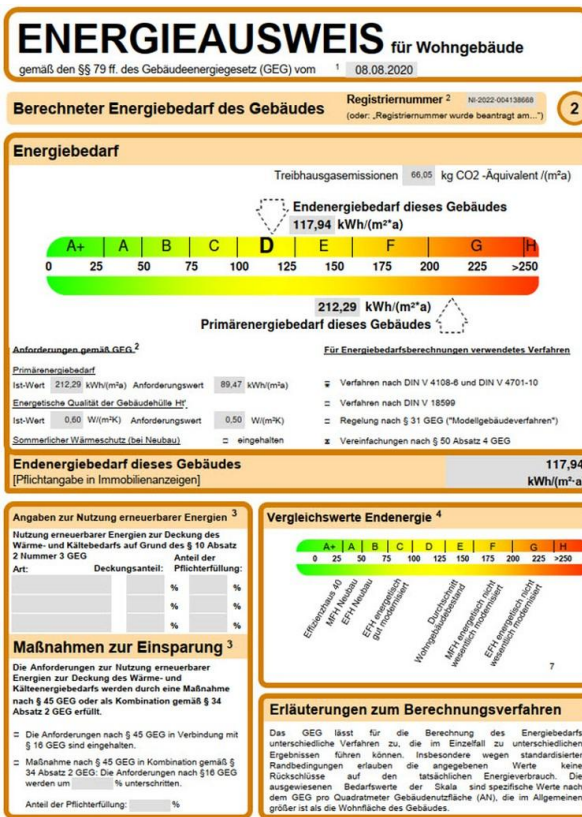 ENERGIEAUSWEIS für Wohngebäude
gemäß den §§ 79 ff. des Gebäudeenergiegesetz (GEG) vom 1 08.08.2020
Berechneter Energiebedarf des Gebäudes
Registriernummer 2 NI-2022-004138668
(oder: „Registriernummer wurde beantragt am...")
2
Energiebedarf
Treibhausgasemissionen 66,05 kg CO2 -Äquivalent /(m²a)
Endenergiebedarf dieses Gebäudes
117,94 kWh/(m²*a)
A+ A B C D E F G H
0 25 50 75 100 125 150 175 200 225 >250
212,29 kWh/(m²*a)
Primärenergiebedarf dieses Gebäudes
Anforderungen gemäß GEG 2
Primärenergiebedarf
Ist-Wert 212,29 kWh/(m²a) Anforderungswert 89,47 kWh/(m²a)
Energetische Qualität der Gebäudehülle Ht'
Ist-Wert 0,60 W/(m²K) Anforderungswert 0,50 W/(m²K)
Sommerlicher Wärmeschutz (bei Neubau) eingehalten
Für Energiebedarfsberechnungen verwendetes Verfahren
Verfahren nach DIN V 4108-6 und DIN V 4701-10
Verfahren nach DIN V 18599
Regelung nach § 31 GEG ("Modellgebäudeverfahren")
x Vereinfachungen nach § 50 Absatz 4 GEG
Endenergiebedarf dieses Gebäudes
[Pflichtangabe in Immobilienanzeigen]
117,94
kWh/(m²·a
Angaben zur Nutzung erneuerbarer Energien 3
Nutzung erneuerbarer Energien zur Deckung des
Wärme- und Kältebedarfs auf Grund des § 10 Absatz
2 Nummer 3 GEG
Art: Deckungsanteil: Anteil der
Pflichterfüllung:
% %
% %
% %
Maßnahmen zur Einsparung 3
Die Anforderungen zur Nutzung erneuerbarer
Energien zur Deckung des Wärme- und
Kälteenergiebedarfs werden durch eine Maßnahme
nach § 45 GEG oder als Kombination gemäß § 34
Absatz 2 GEG erfüllt.
Die Anforderungen nach § 45 GEG in Verbindung mit
§ 16 GEG sind eingehalten.
Maßnahme nach § 45 GEG in Kombination gemäß §
34 Absatz 2 GEG: Die Anforderungen nach §16 GEG
werden um % unterschritten.
Anteil der Pflichterfüllung: %
Vergleichswerte Endenergie 4
A+ A B C D E F G H
0 25 50 75 100 125 150 175 200 225 >250
Effizienzhaus 40
MFH Neubau
EFH Neubau
EFH energetisch
gut modernisiert
Durchschnitt
Wohngebäudebestand
MFH energetisch nicht
wesentlich modernisiert
EFH energetisch nicht
wesentlich modernisiert
7
Erläuterungen zum Berechnungsverfahren
Das GEG lässt für die Berechnung des Energiebedarfs
unterschiedliche Verfahren zu, die im Einzelfall zu unterschiedlichen
Ergebnissen führen können. Insbesondere wegen standardisierter
Randbedingungen erlauben die angegebenen Werte keine
Rückschlüsse auf den tatsächlichen Energieverbrauch. Die
ausgewiesenen Bedarfswerte der Skala sind spezifische Werte nach
dem GEG pro Quadratmeter Gebäudenutzfläche (AN), die im Allgemeinen
größer ist als die Wohnfläche des Gebäudes.